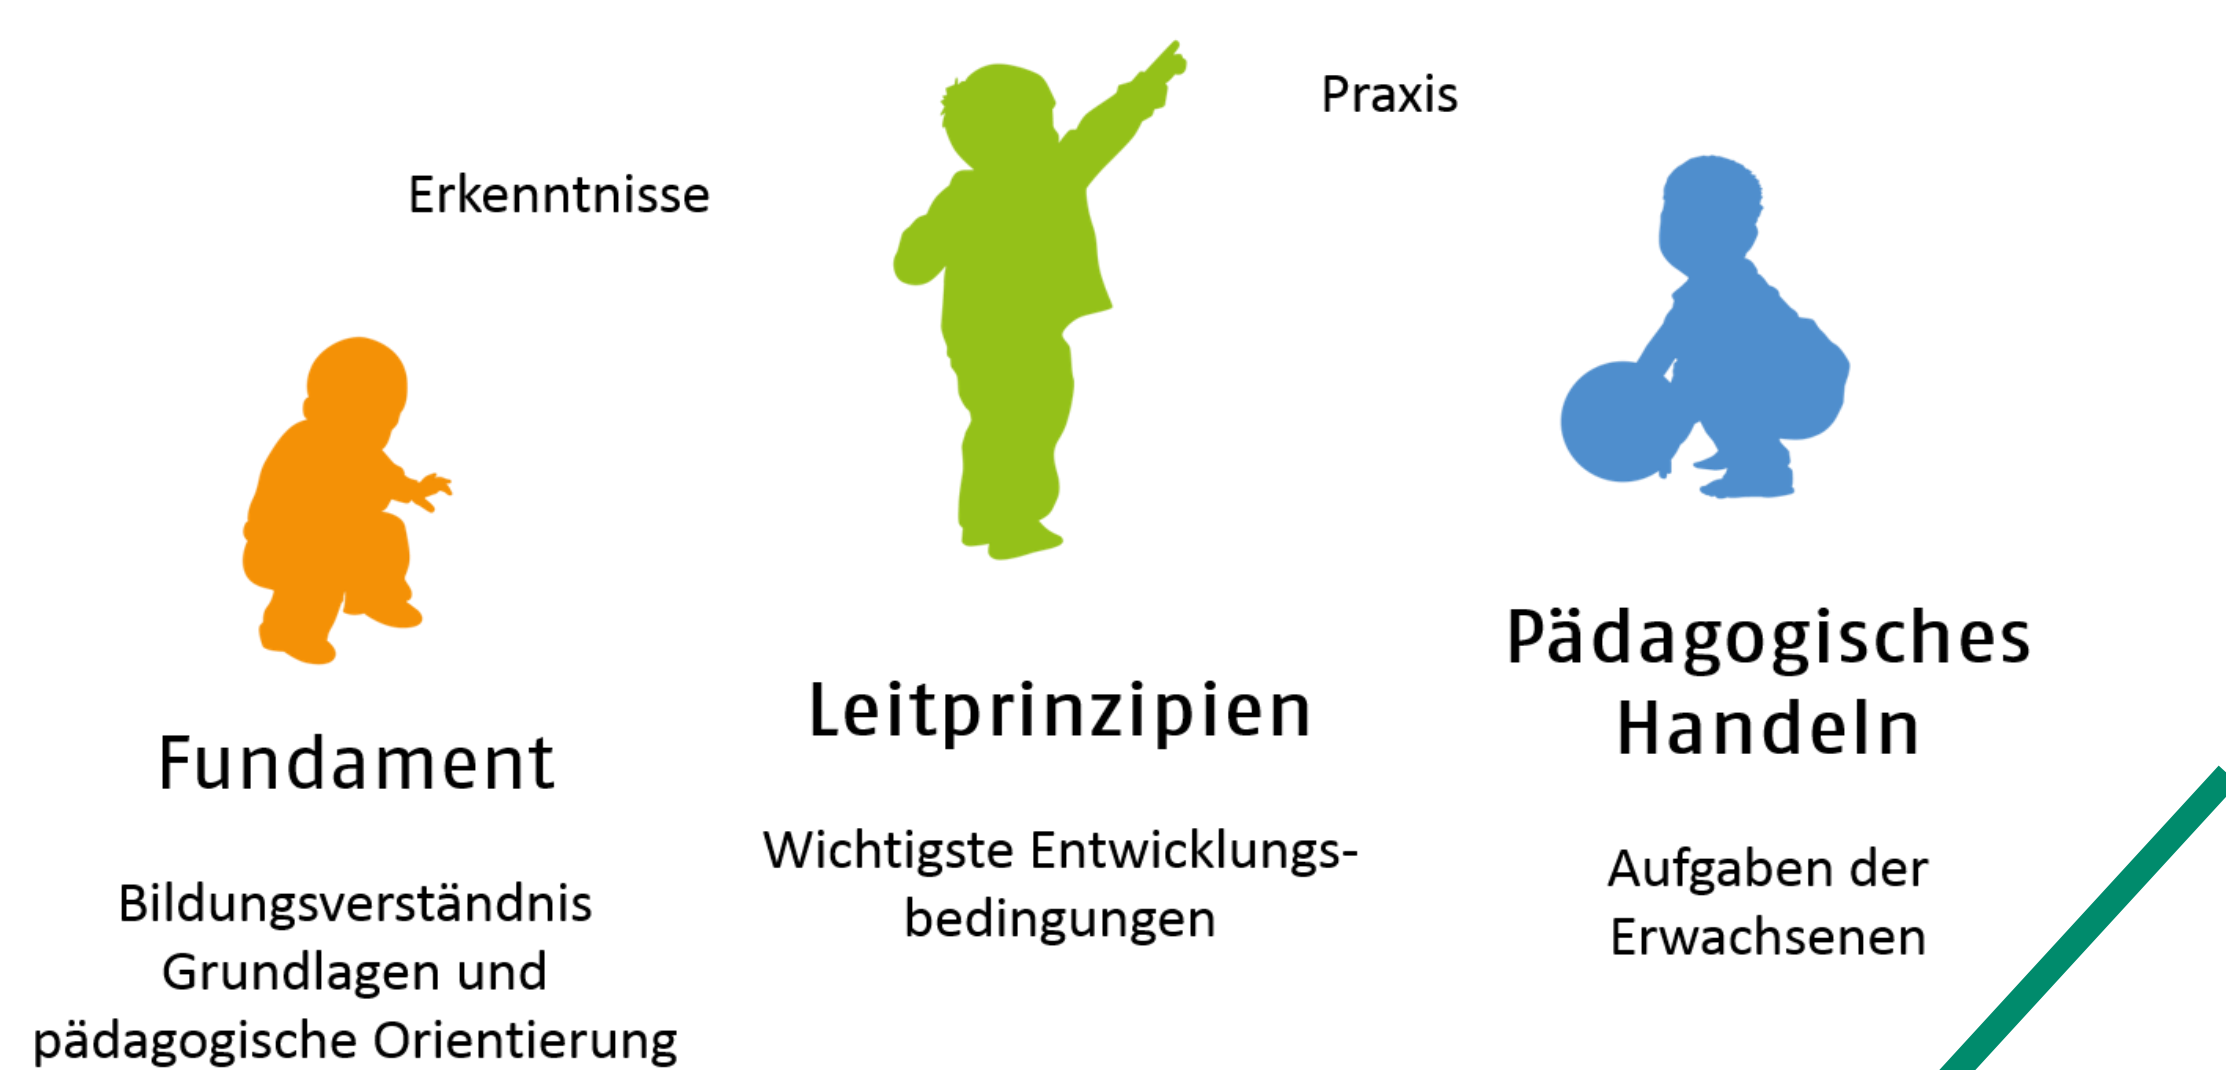 Erkenntnisse
Praxis
Fundament
Bildungsverständnis
Grundlagen und
pädagogische Orientierung
Leitprinzipien
Wichtigste Entwicklungs-
bedingungen
Pädagogisches
Handeln
Aufgaben der
Erwachsenen